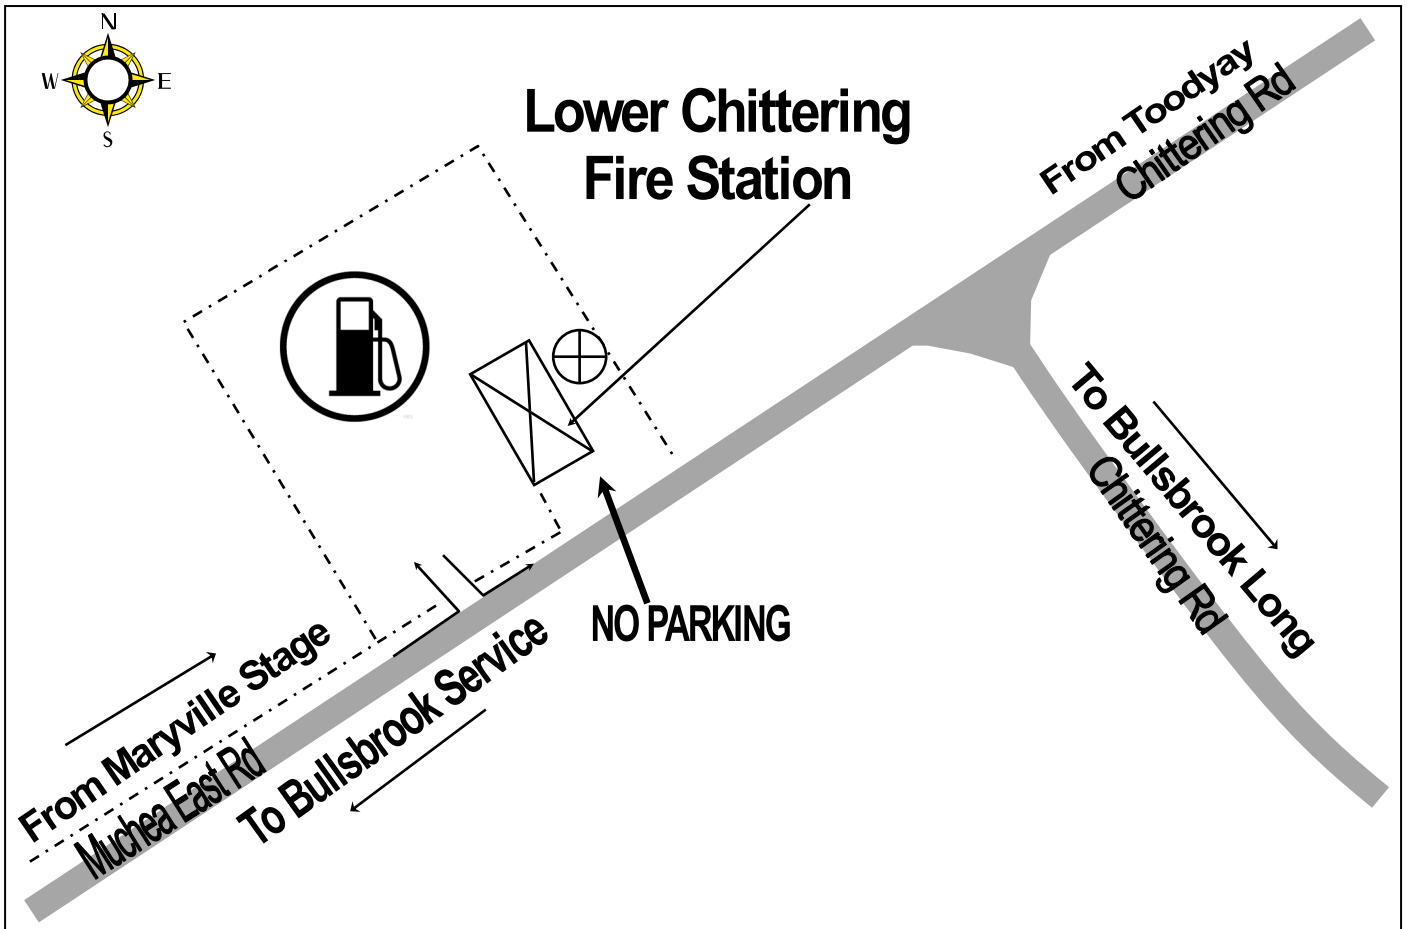 N
W
E
S
Lower Chittering
Fire Station
From Toodyay
Chittering Rd
To Bullsbrook Long
Chittering Rd
NO PARKING
From Maryville Stage
Muchea East Rd
To Bullsbrook Service